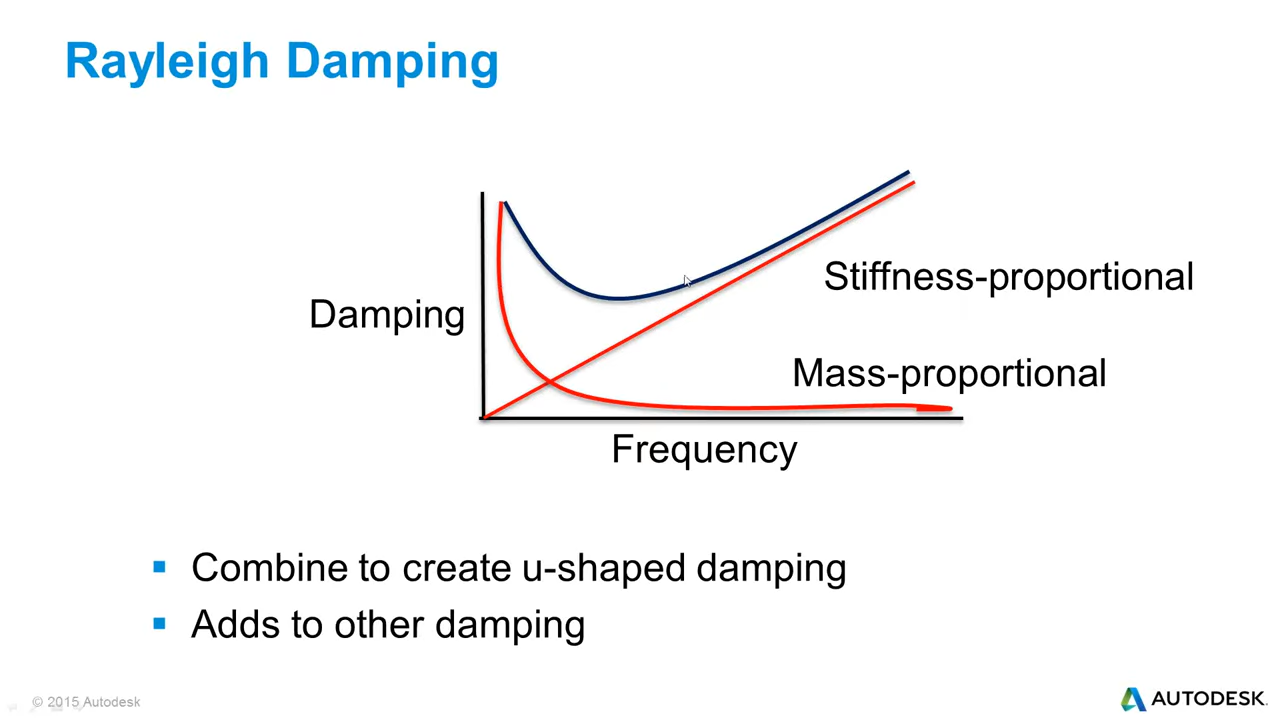 Rayleigh Damping
Stiffness-proportional
Damping
Mass-proportional
Frequency
Combine to create u-shaped damping
Adds to other damping
© 2015 Autodesk
AUTODESK.